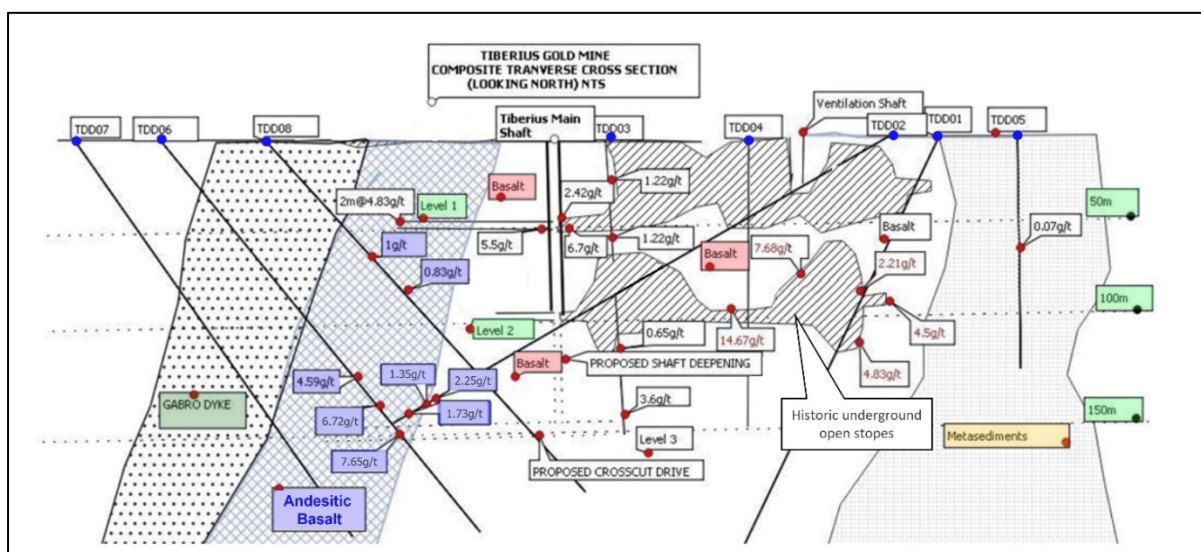 TIBERIUS GOLD MINE
COMPOSITE TRANVERSE CROSS SECTION
(LOOKING NORTH) NTS
TDD07
TDD06
TDD08
Tiberius Main
Shaft
TDD03
TDD04
Ventilation Shaft
TDD02
TDD01
TDD05
2m@4.83g/t
Level 1
Basalt
2.42g/t
1.22g/t
50m
5.5g/t
6.7g/t
1.22g/t
Basalt
7.68g/t
Basalt
0.07g/t
1g/t
0.83g/t
2.21g/t
100m
Level 2
0.65g/t
14.67g/t
4.5g/t
Basalt
PROPOSED SHAFT DEEPENING
4.83g/t
4.59g/t
1.35g/t
2.25g/t
GABRO DYKE
6.72g/t
1.73g/t
3.6g/t
Historic underground
open stopes
150m
7.65g/t
Level 3
Metasediments
PROPOSED CROSSCUT DRIVE
Andesitic
Basalt